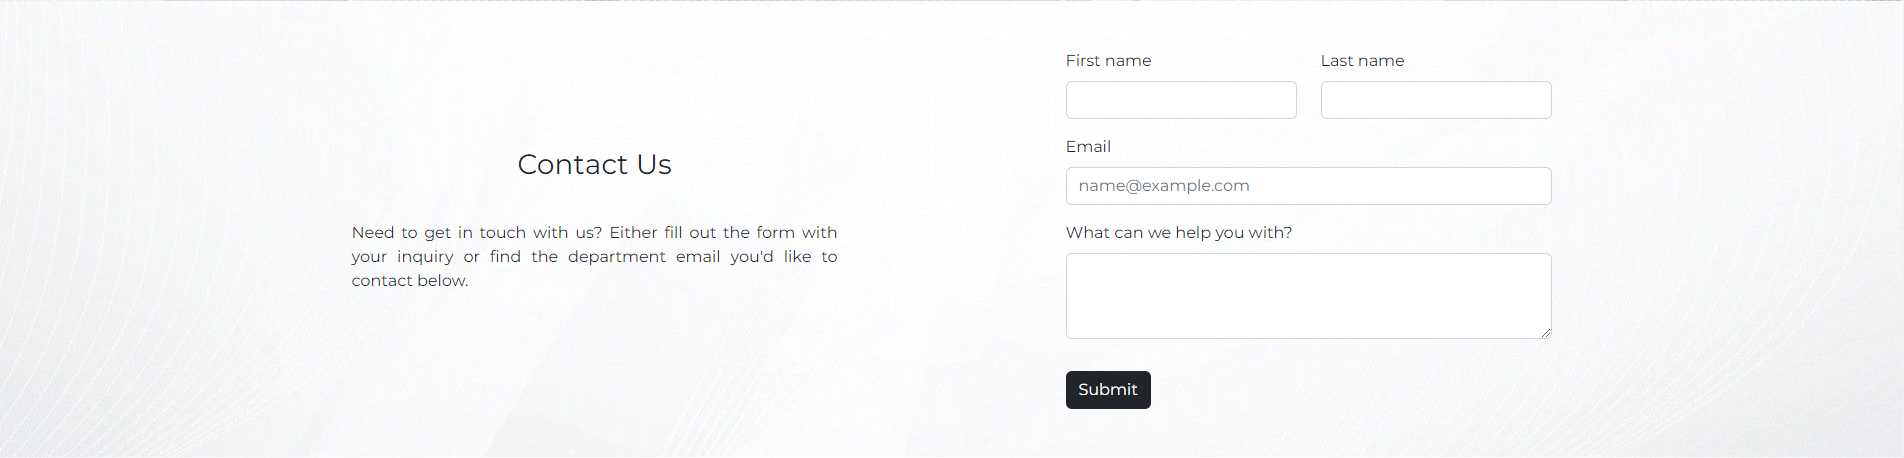 Contact Us
Need to get in touch with us? Either fill out the form with
your inquiry or find the department email you'd like to
contact below.
First name
Last name
Email
name@example.com
What can we help you with?
Submit